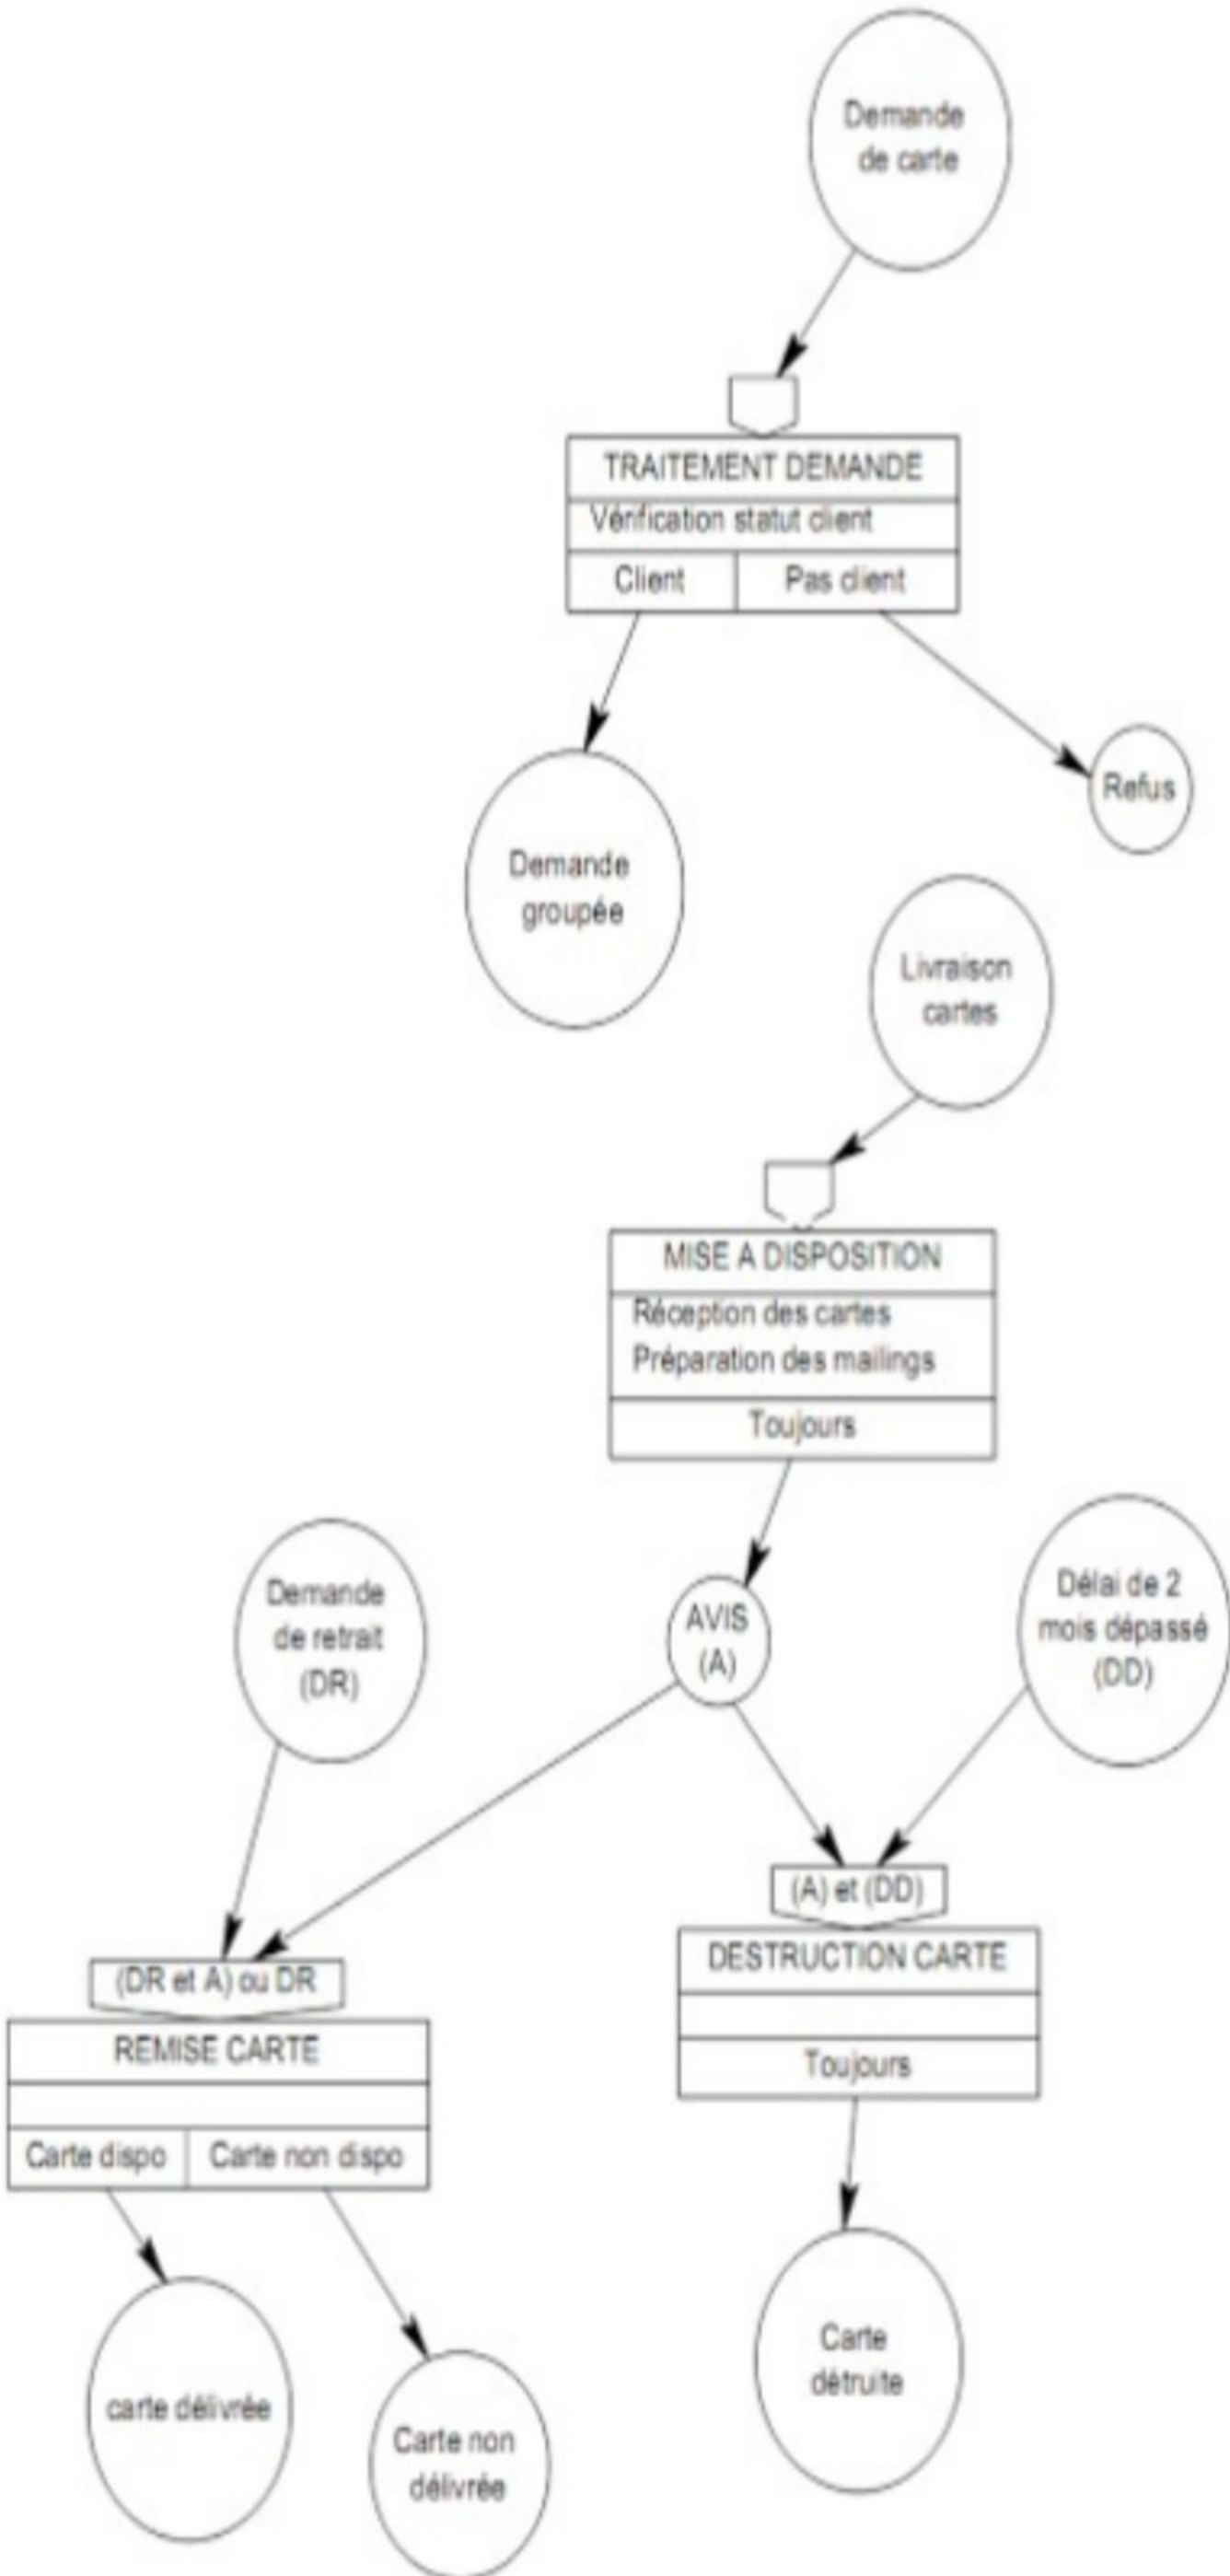 Demande
de carte
TRAITEMENT DEMANDE
Vérification statut client
Client
Pas client
Refus
Demande
groupée
Livraison
cartes
MISE A DISPOSITION
Réception des cartes
Préparation des mailings
Toujours
Demande
de retrait
(DR)
AVIS
(A)
Délai de 2
mois dépassé
(DD)
(A) et (DD)
DESTRUCTION CARTE
Toujours
(DR et A) ou DR
REMISE CARTE
Carte dispo
Carte non dispo
carte délivrée
Carte non
délivrée
Carte
détruite